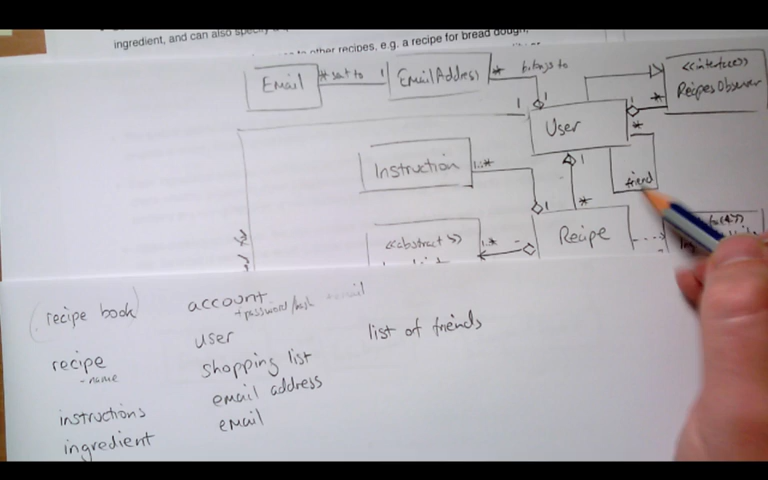 ingredient, and can also
to other recipes, e.g. a recipe for bread dough,
Email
* sent to 1
EmailAddress
* belongs to
1
<<interface>>
RecipesObserver
*
1
User
*
Instruction
1..*
1
friend
1
*
<<abstract>>
1..*
Recipe
(recipe book)
account
+password/hash
email
user
list of friends
recipe
-name
shopping list
email address
instructions
email
ingredient